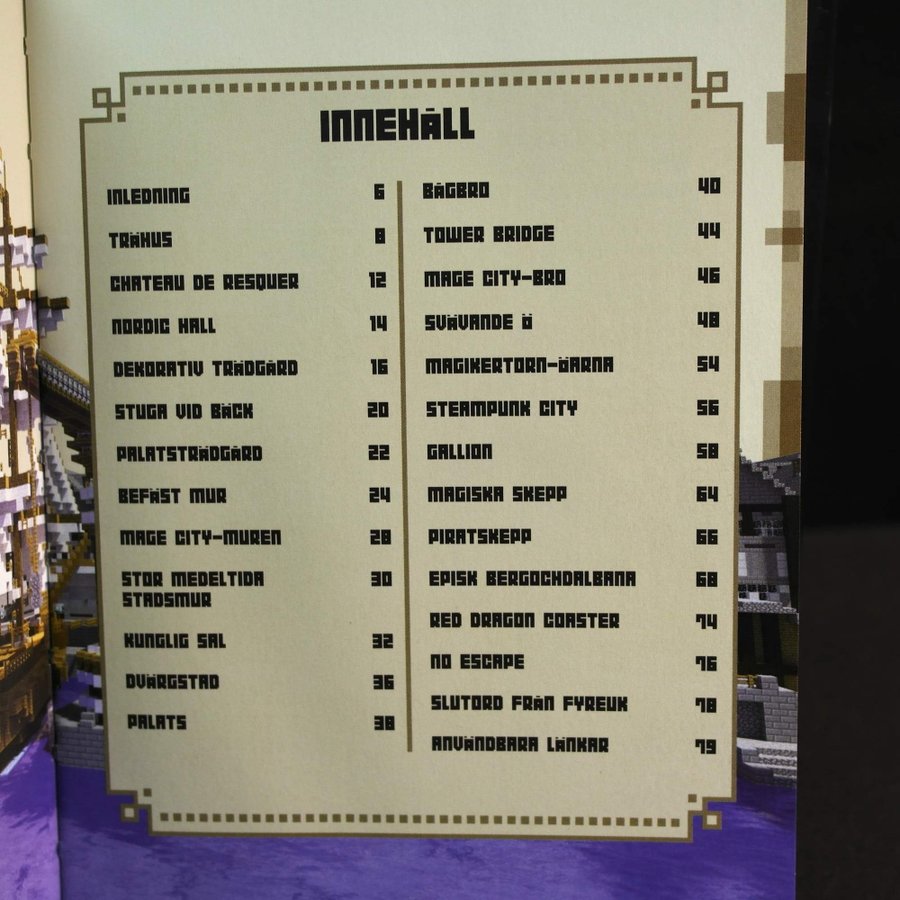 INNEHÅLL
INLEDNING 6
TRÄHUS 8
CHATEAU DE RESQUER 12
NORDIC HALL 14
DEKORATIV TRÄDGÅRD 16
STUGA VID BÄCK 20
PALATSTRÄDGÅRD 22
BEFÄST MUR 24
MAGE CITY-MUREN 28
STOR MEDELTIDA 30
STADSMUR
KUNGLIG SAL 32
DVÄRGSTAD 36
PALATS 38
BÅGBRO 40
TOWER BRIDGE 44
MAGE CITY-BRO 46
SVÄVANDE Ö 48
MAGIKERTORN-ÖARNA 54
STEAMPUNK CITY 56
GALLION 58
MAGISKA SKEPP 64
PIRATSKEPP 66
EPISK BERGOCHDALBANA 68
RED DRAGON COASTER 74
NO ESCAPE 76
SLUTORD FRÅN FYREUK 78
ANVÄNDBARA LÄNKAR 79